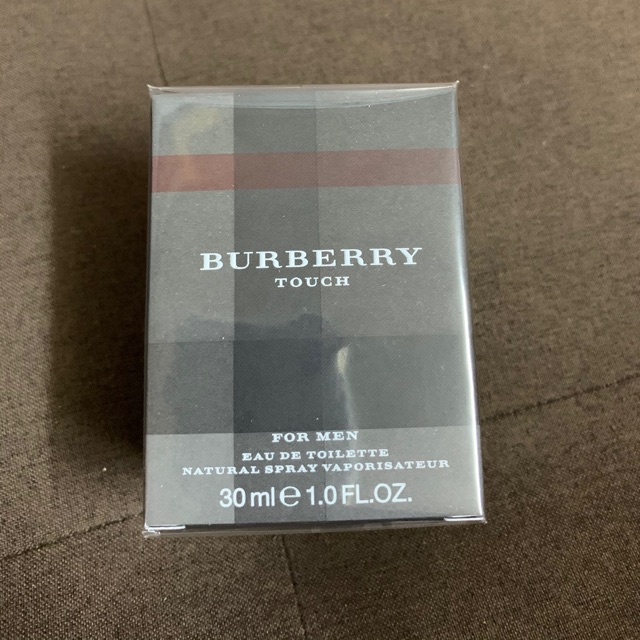 BURBERRY
TOUCH
FOR MEN
EAU DE TOILETTE
NATURAL SPRAY VAPORISATEUR
30 ml e 1.0 FL.OZ.